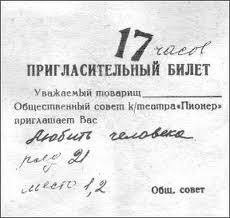 17 часов
ПРИГЛАСИТЕЛЬНЫЙ БИЛЕТ
Уважаемый товарищ
Общественный совет к/театра «Пионер»
приглашает Вас
Любить человека
ряд 21
место 1,2
Общ. совет